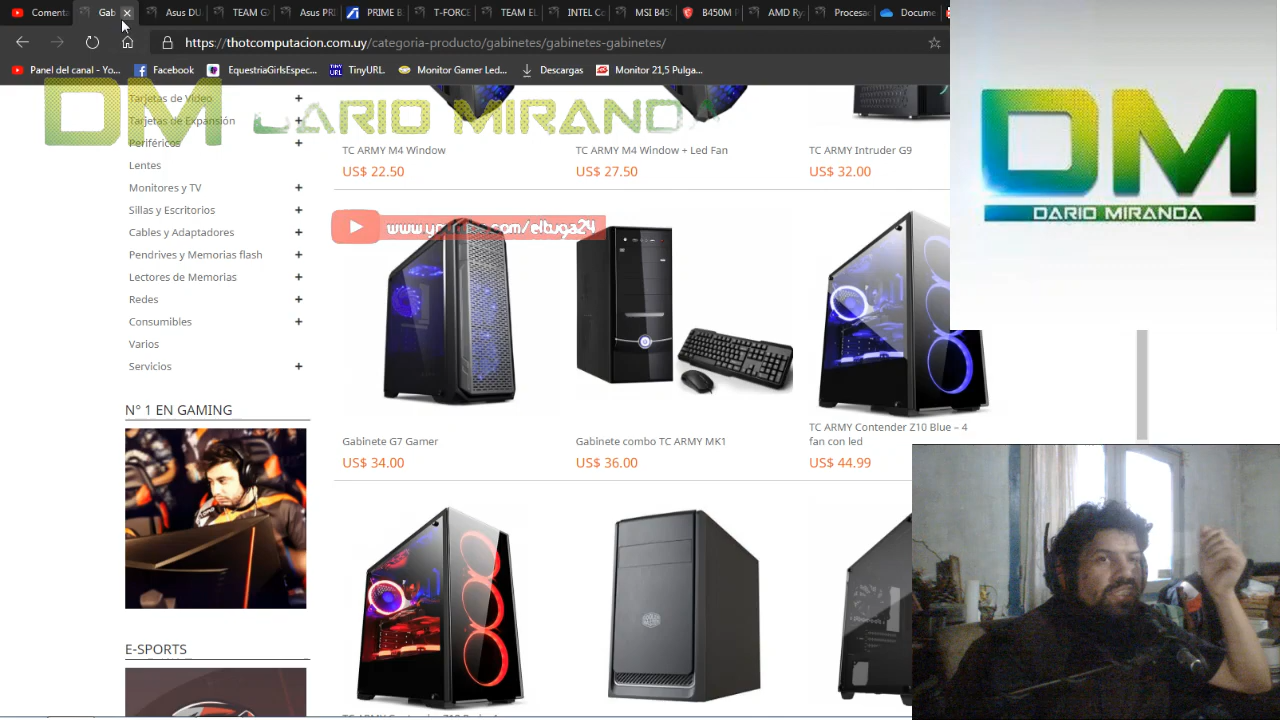 Comenta
Gab
Asus DU
TEAM G
Asus PR
PRIME B
T-FORCE
TEAM EL
INTEL Co
MSI B45
B450M P
AMD Ry
Procesa
Docume
https://thotcomputacion.com.uy/categoria-producto/gabinetes/gabinetes-gabinetes/
Panel del canal - Yo...
Facebook
EquestriaGirlsEspec...
TinyURL
Monitor Gamer Led...
Descargas
Monitor 21,5 Pulga...
DM DARIO MIRANDA
DM
DARIO MIRANDA
Tarjetas de Video +
Tarjetas de Expansión +
Periféricos +
Lentes
Monitores y TV +
Sillas y Escritorios +
Cables y Adaptadores +
Pendrives y Memorias flash +
Lectores de Memorias +
Redes +
Consumibles +
Varios
Servicios +
N° 1 EN GAMING
E-SPORTS
TC ARMY M4 Window
US$ 22.50
TC ARMY M4 Window + Led Fan
US$ 27.50
TC ARMY Intruder G9
US$ 32.00
www.youtube.com/eltuga24
Gabinete G7 Gamer
US$ 34.00
Gabinete combo TC ARMY MK1
US$ 36.00
TC ARMY Contender Z10 Blue – 4
fan con led
US$ 44.99